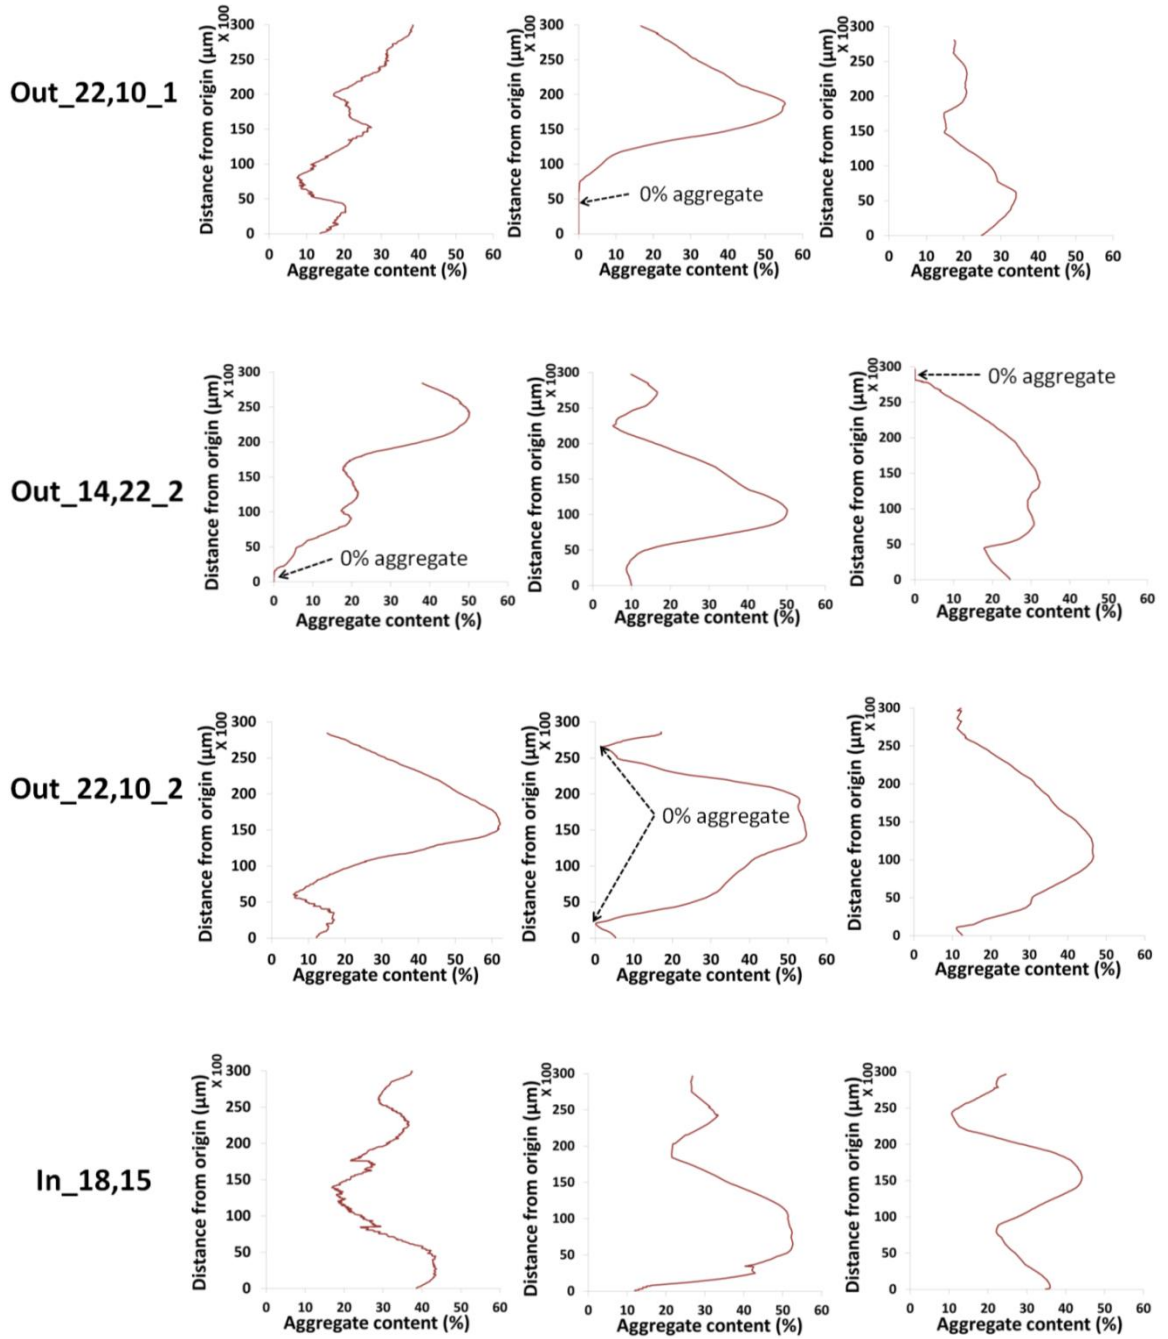 Out_22,10_1
Distance from origin (µm)
X 100
300
250
200
150
100
50
0
0 10 20 30 40 50 60
Aggregate content (%)
Distance from origin (µm)
X 100
300
250
200
150
100
50
0
0% aggregate
0 10 20 30 40 50 60
Aggregate content (%)
Distance from origin (µm)
X 100
300
250
200
150
100
50
0
0 10 20 30 40 50 60
Aggregate content (%)
Out_14,22_2
Distance from origin (µm)
X 100
300
250
200
150
100
50
0
0% aggregate
0 10 20 30 40 50 60
Aggregate content (%)
Distance from origin (µm)
X 100
300
250
200
150
100
50
0
0 10 20 30 40 50 60
Aggregate content (%)
Distance from origin (µm)
X 100
300
250
200
150
100
50
0
0% aggregate
0 10 20 30 40 50 60
Aggregate content (%)
Out_22,10_2
Distance from origin (µm)
X 100
300
250
200
150
100
50
0
0 10 20 30 40 50 60
Aggregate content (%)
Distance from origin (µm)
X 100
300
250
200
150
100
50
0
0% aggregate
0 10 20 30 40 50 60
Aggregate content (%)
Distance from origin (µm)
X 100
300
250
200
150
100
50
0
0 10 20 30 40 50 60
Aggregate content (%)
In_18,15
Distance from origin (µm)
X 100
300
250
200
150
100
50
0
0 10 20 30 40 50 60
Aggregate content (%)
Distance from origin (µm)
X 100
300
250
200
150
100
50
0
0 10 20 30 40 50 60
Aggregate content (%)
Distance from origin (µm)
X 100
300
250
200
150
100
50
0
0 10 20 30 40 50 60
Aggregate content (%)